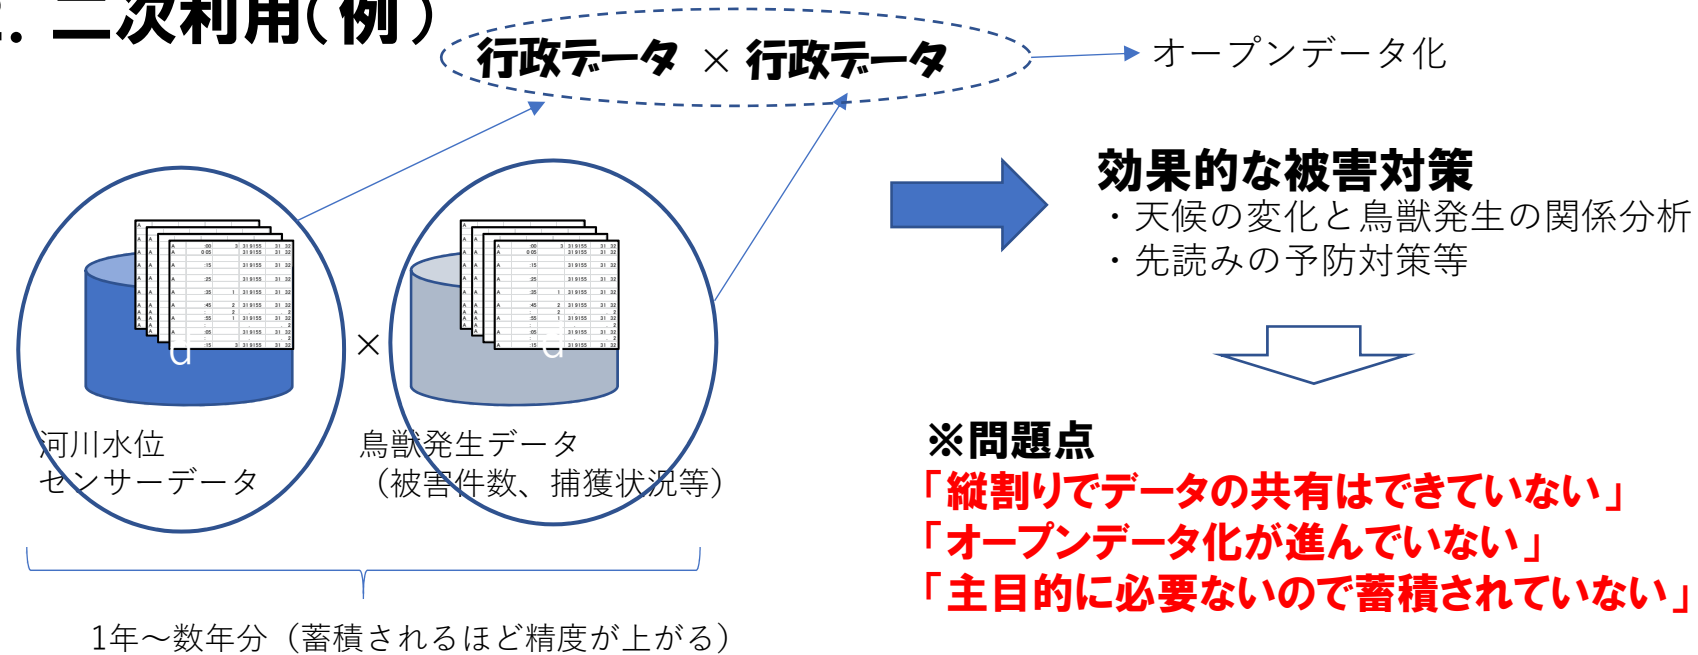 . 二次利用(例)
行政データ × 行政データ
オープンデータ化
効果的な被害対策
・天候の変化と鳥獣発生の関係分析
・先読みの予防対策等
×
河川水位
センサーデータ
鳥獣発生データ
（被害件数、捕獲状況等）
1年～数年分（蓄積されるほど精度が上がる）
※問題点
「縦割りでデータの共有はできていない」
「オープンデータ化が進んでいない」
「主目的に必要ないので蓄積されていない」